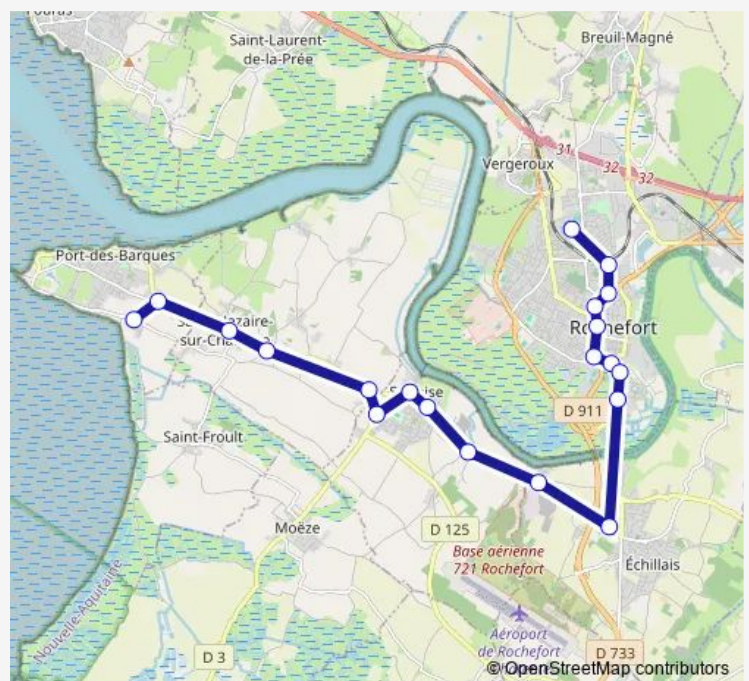 Fouras
Saint-Laurent-
de-la-Prée
Breuil-Magné
31
32
32
Vergeroux
Port-des-Barques
Rochefort
D 911
Saint-Froult
D 125
Moëze
Base aérienne
721 Rochefort
Échillais
Nouvelle-Aquitaine
Aéroport
de Rochefort
D 3
D 733
© OpenStreetMap contributors